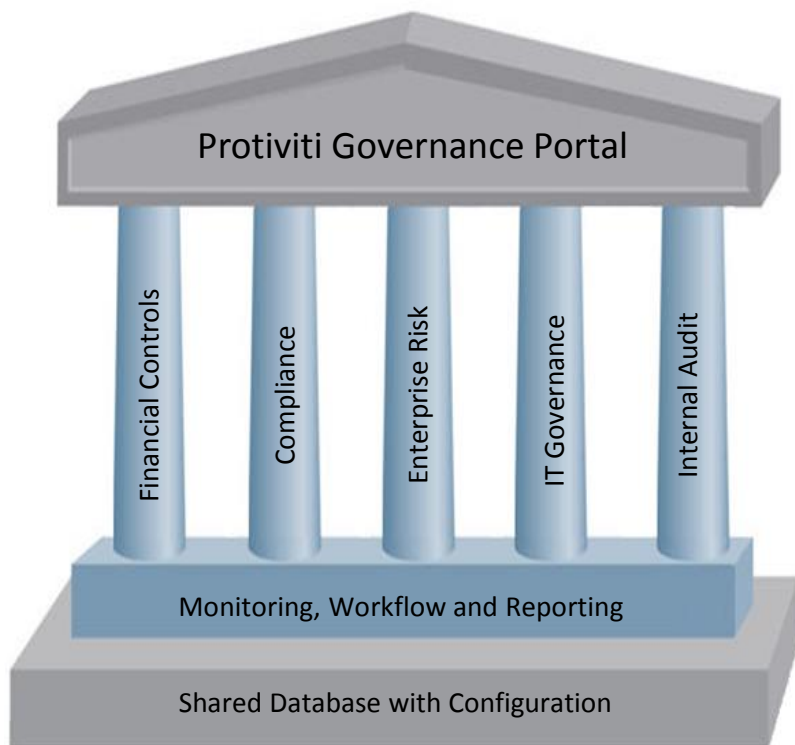 Protiviti Governance Portal
Financial Controls
Compliance
Enterprise Risk
IT Governance
Internal Audit
Monitoring, Workflow and Reporting
Shared Database with Configuration